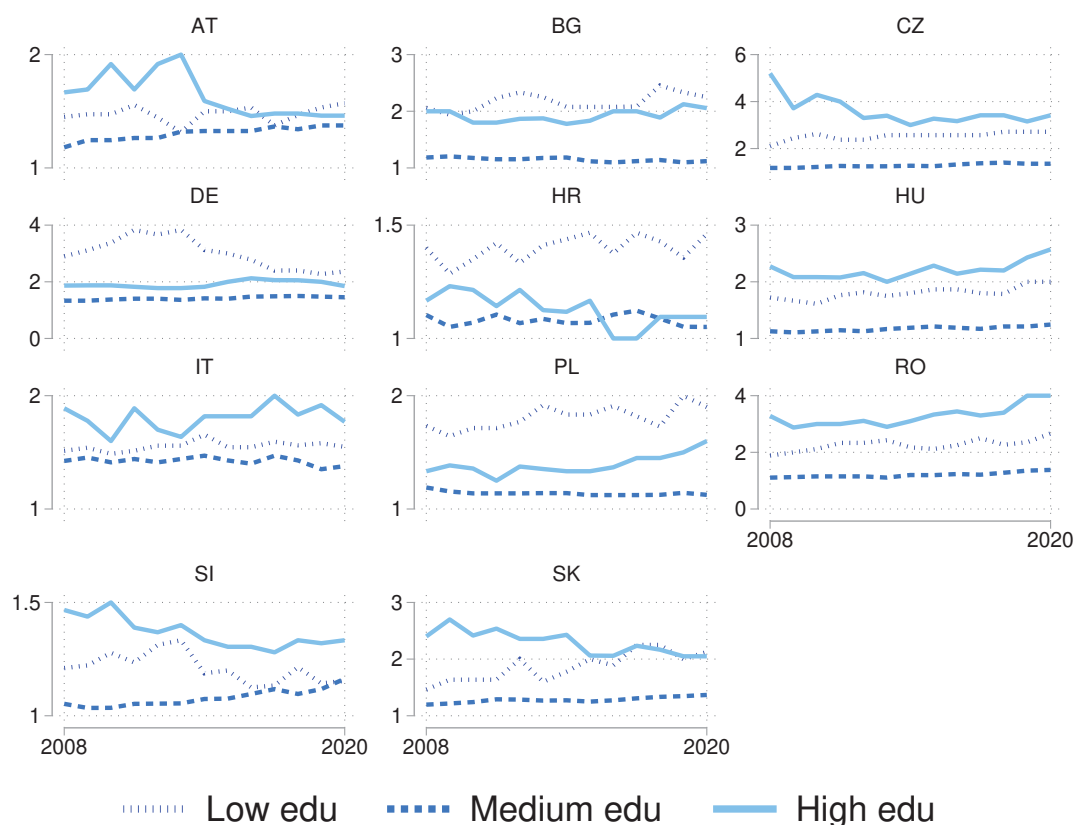 AT BG CZ
2 3 6
4
2
2
1 1
DE HR HU
4 1.5 3
2 2
0 1 1
IT PL RO
2 2 4
2
1 1 0
2008 2020
SI SK
1.5 3
2
1 1
2008 2020 2008 2020
Low edu Medium edu High edu